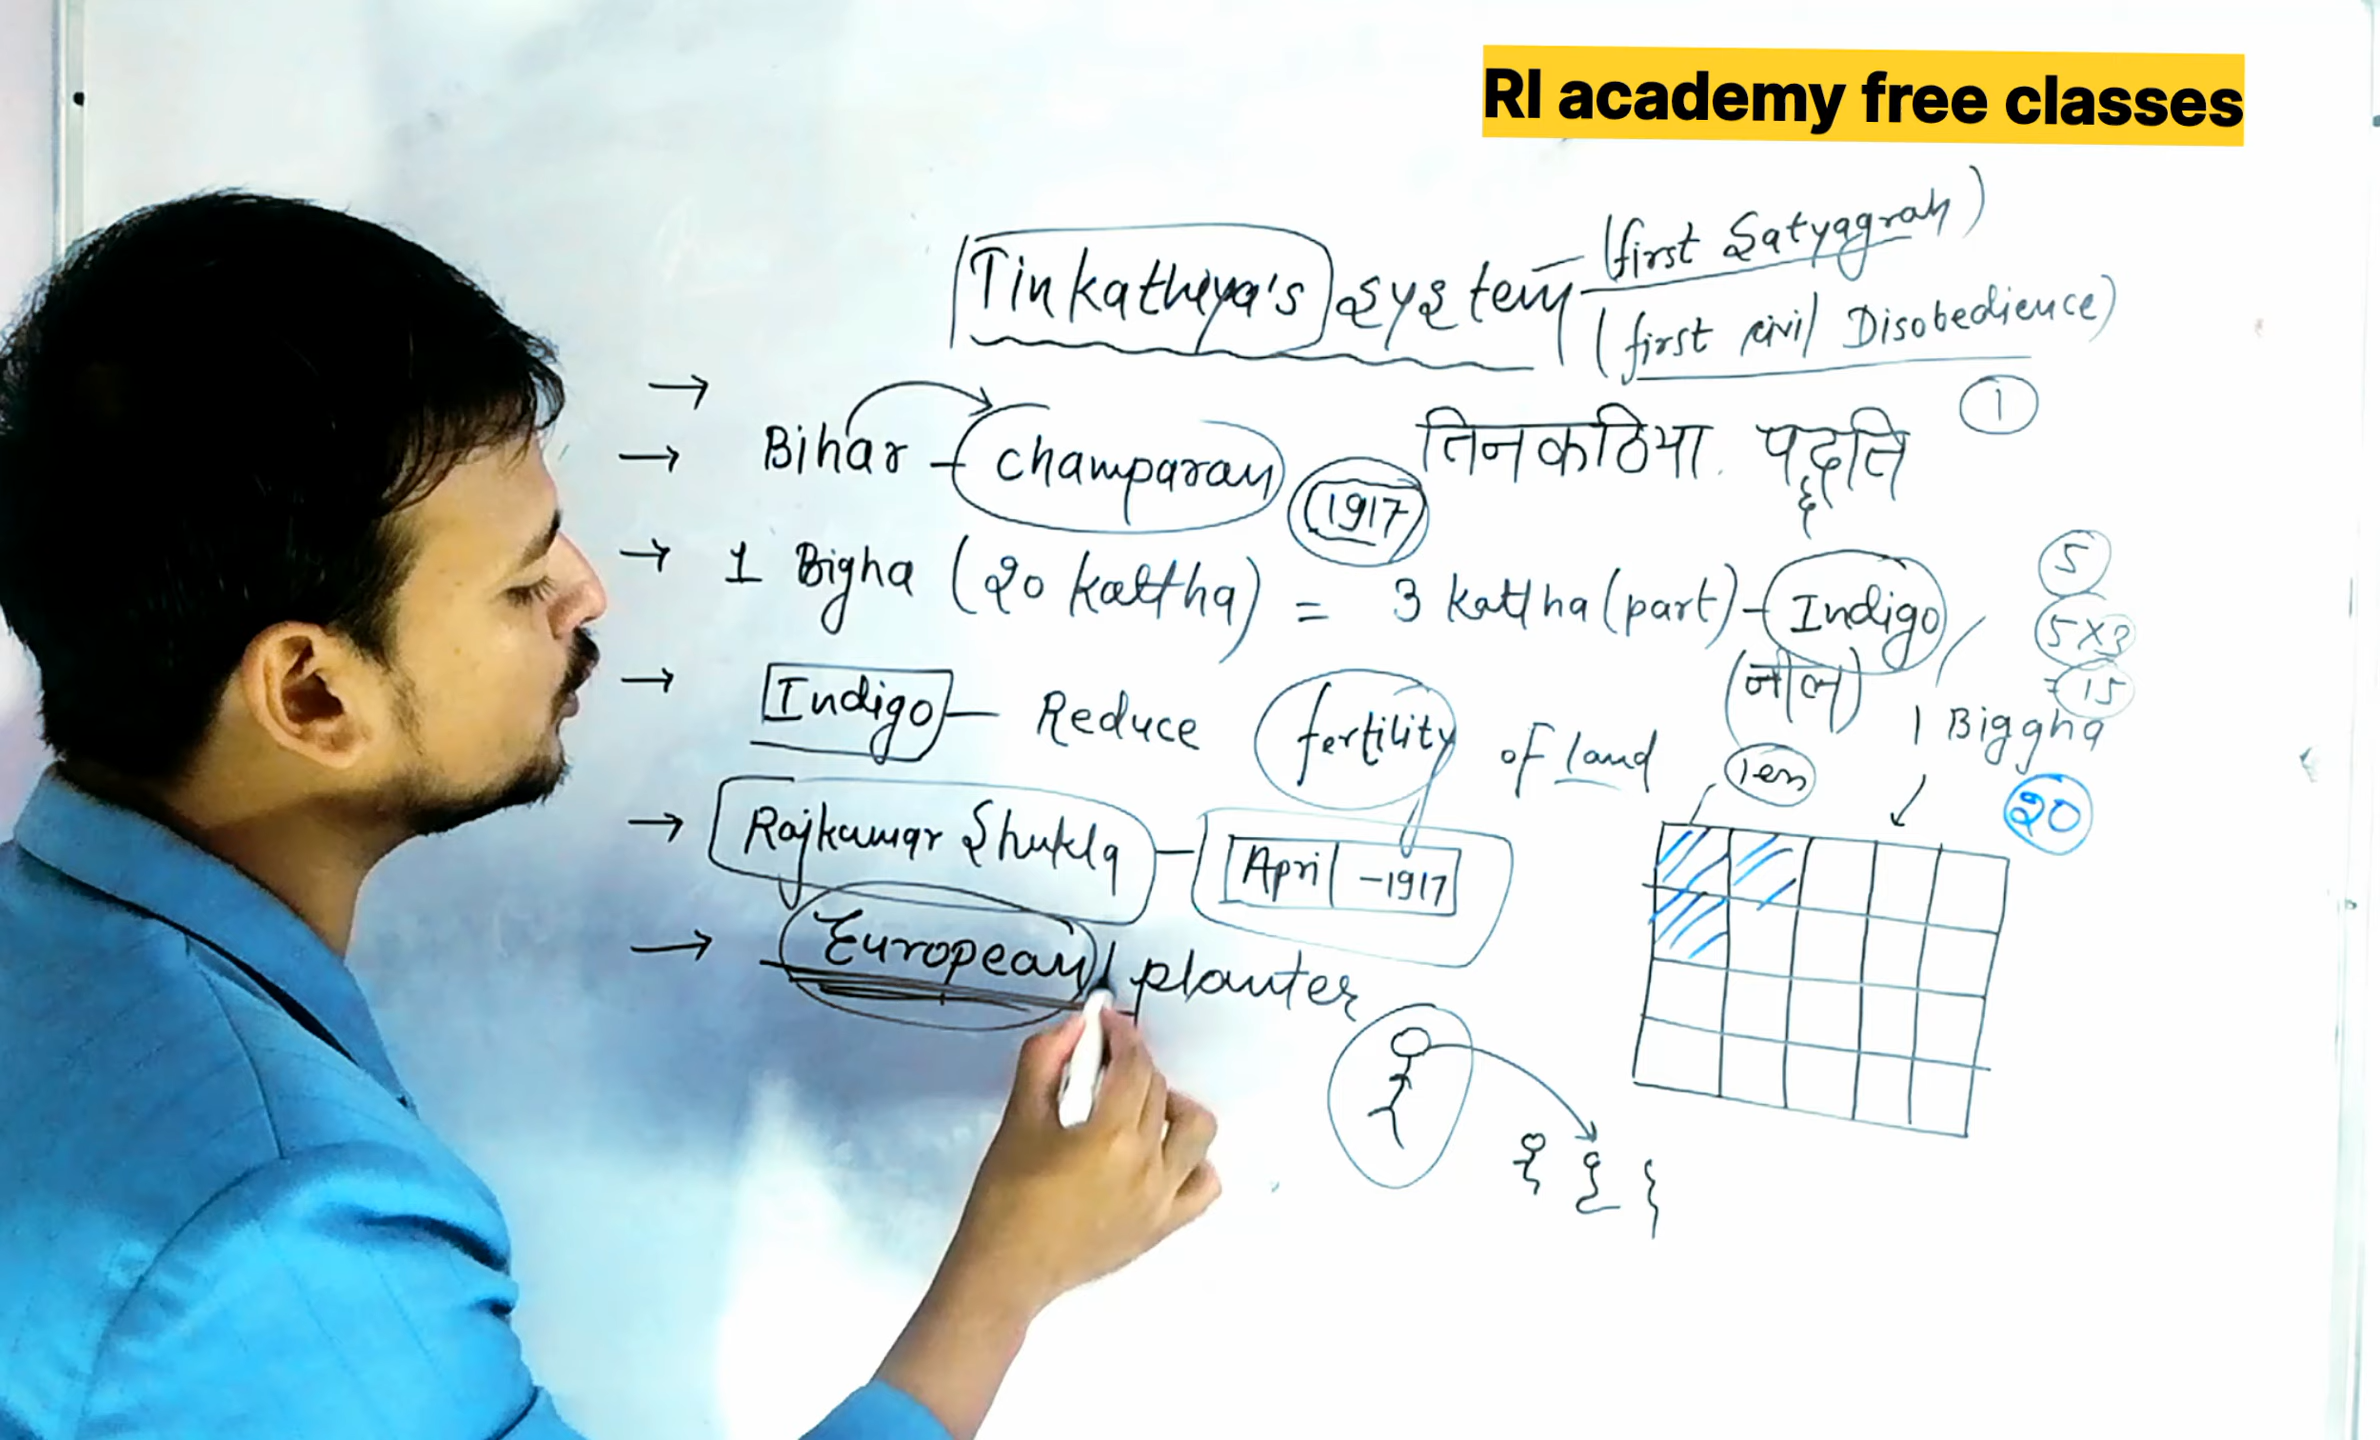 RI academy free classes
Tinkathiya's system (first Satyagrah)
(first civil Disobedience)
तिनकठिया पद्धति 1
Bihar - champaran (1917)
1 Bigha (20 kattha) = 3 kattha (part) - Indigo
(नील)
5
5x3
= 15
Indigo - Reduce fertility of land
1 Biggha
20
Rajkumar Shukla - April - 1917
European planter